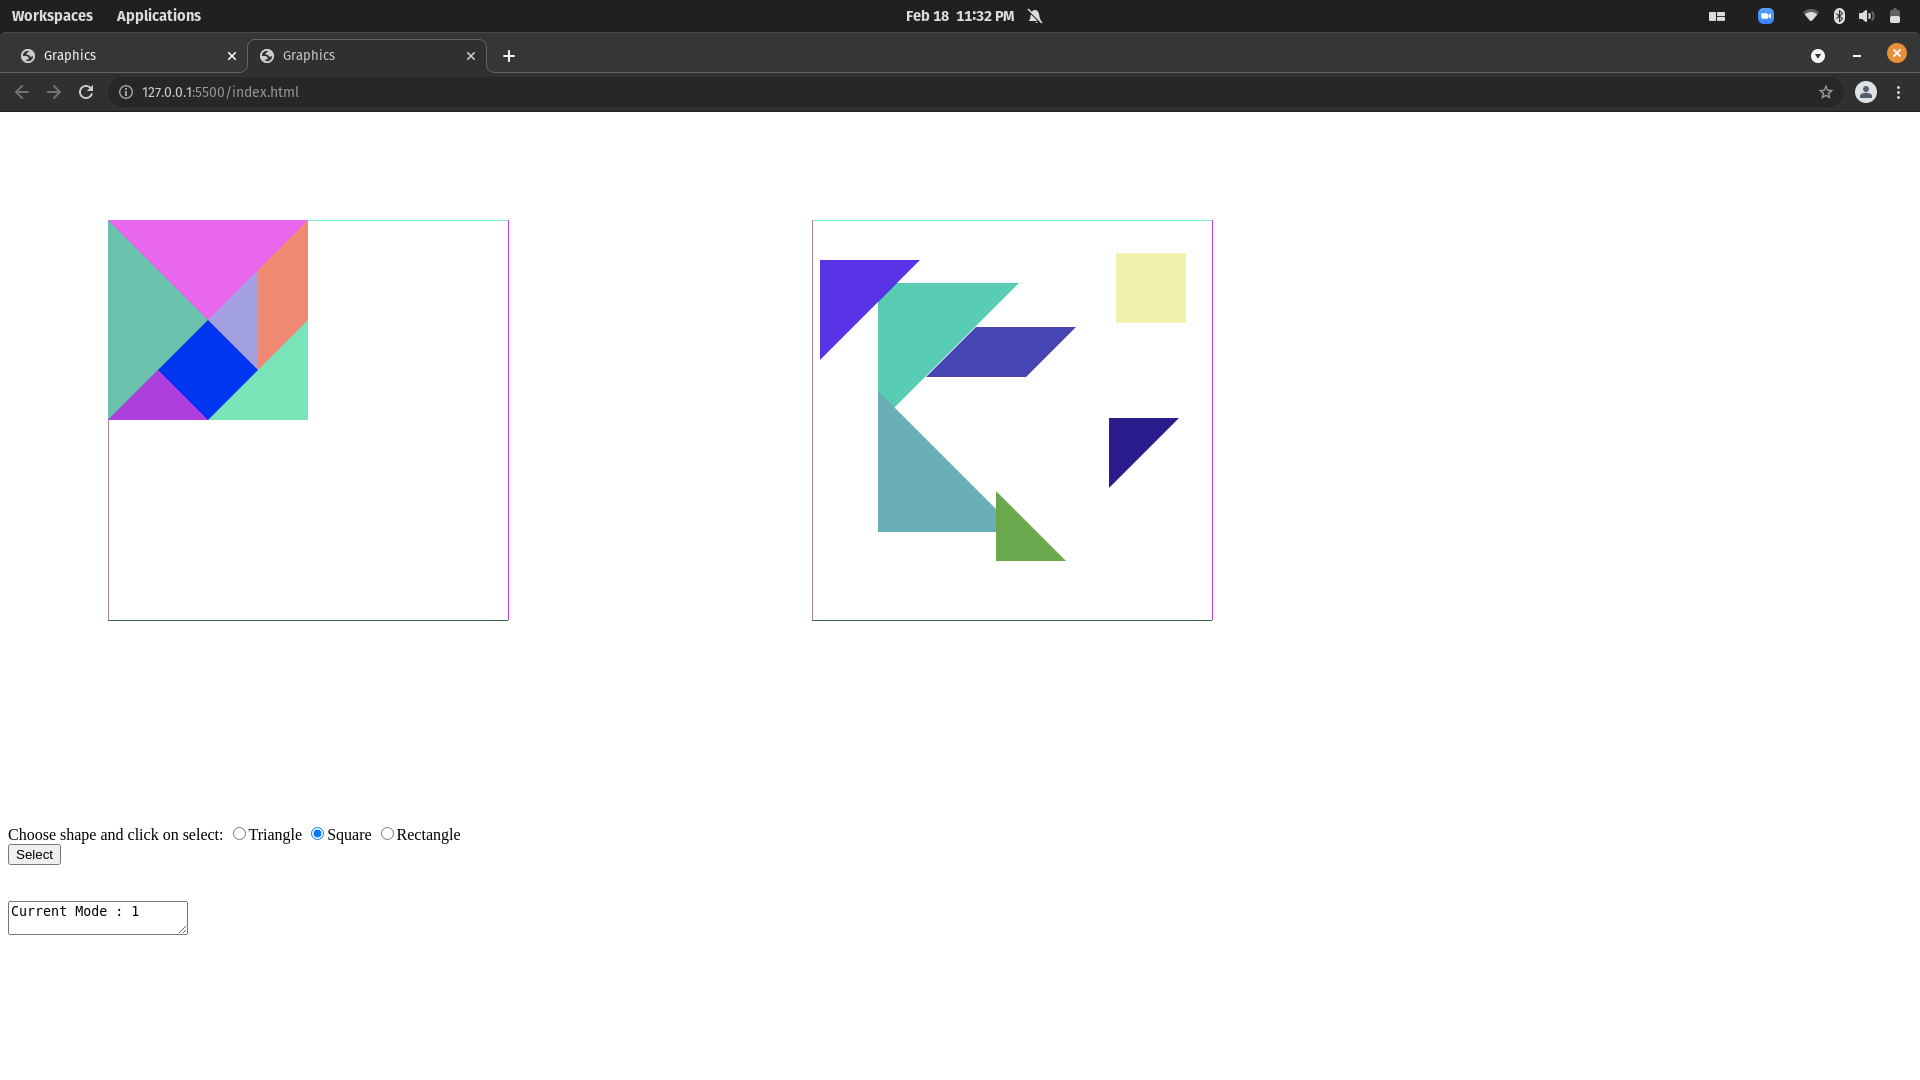 Workspaces Applications Feb 18 11:32 PM
Graphics Graphics
127.0.0.1:5500/index.html
Choose shape and click on select: Triangle Square Rectangle
Select
Current Mode : 1